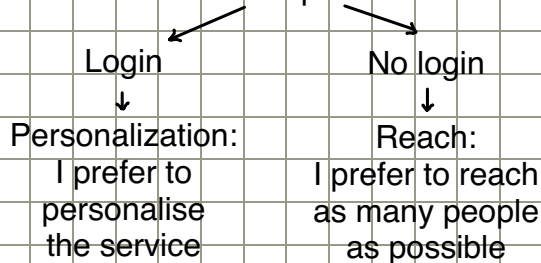 Login
No login
Personalization:
I prefer to
personalise
the service
Reach:
I prefer to reach
as many people
as possible